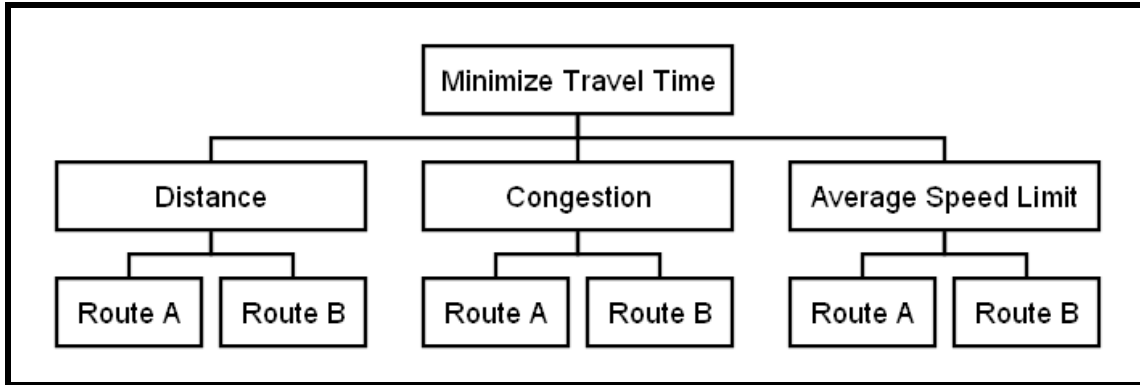 Minimize Travel Time
Distance
Congestion
Average Speed Limit
Route A
Route B
Route A
Route B
Route A
Route B